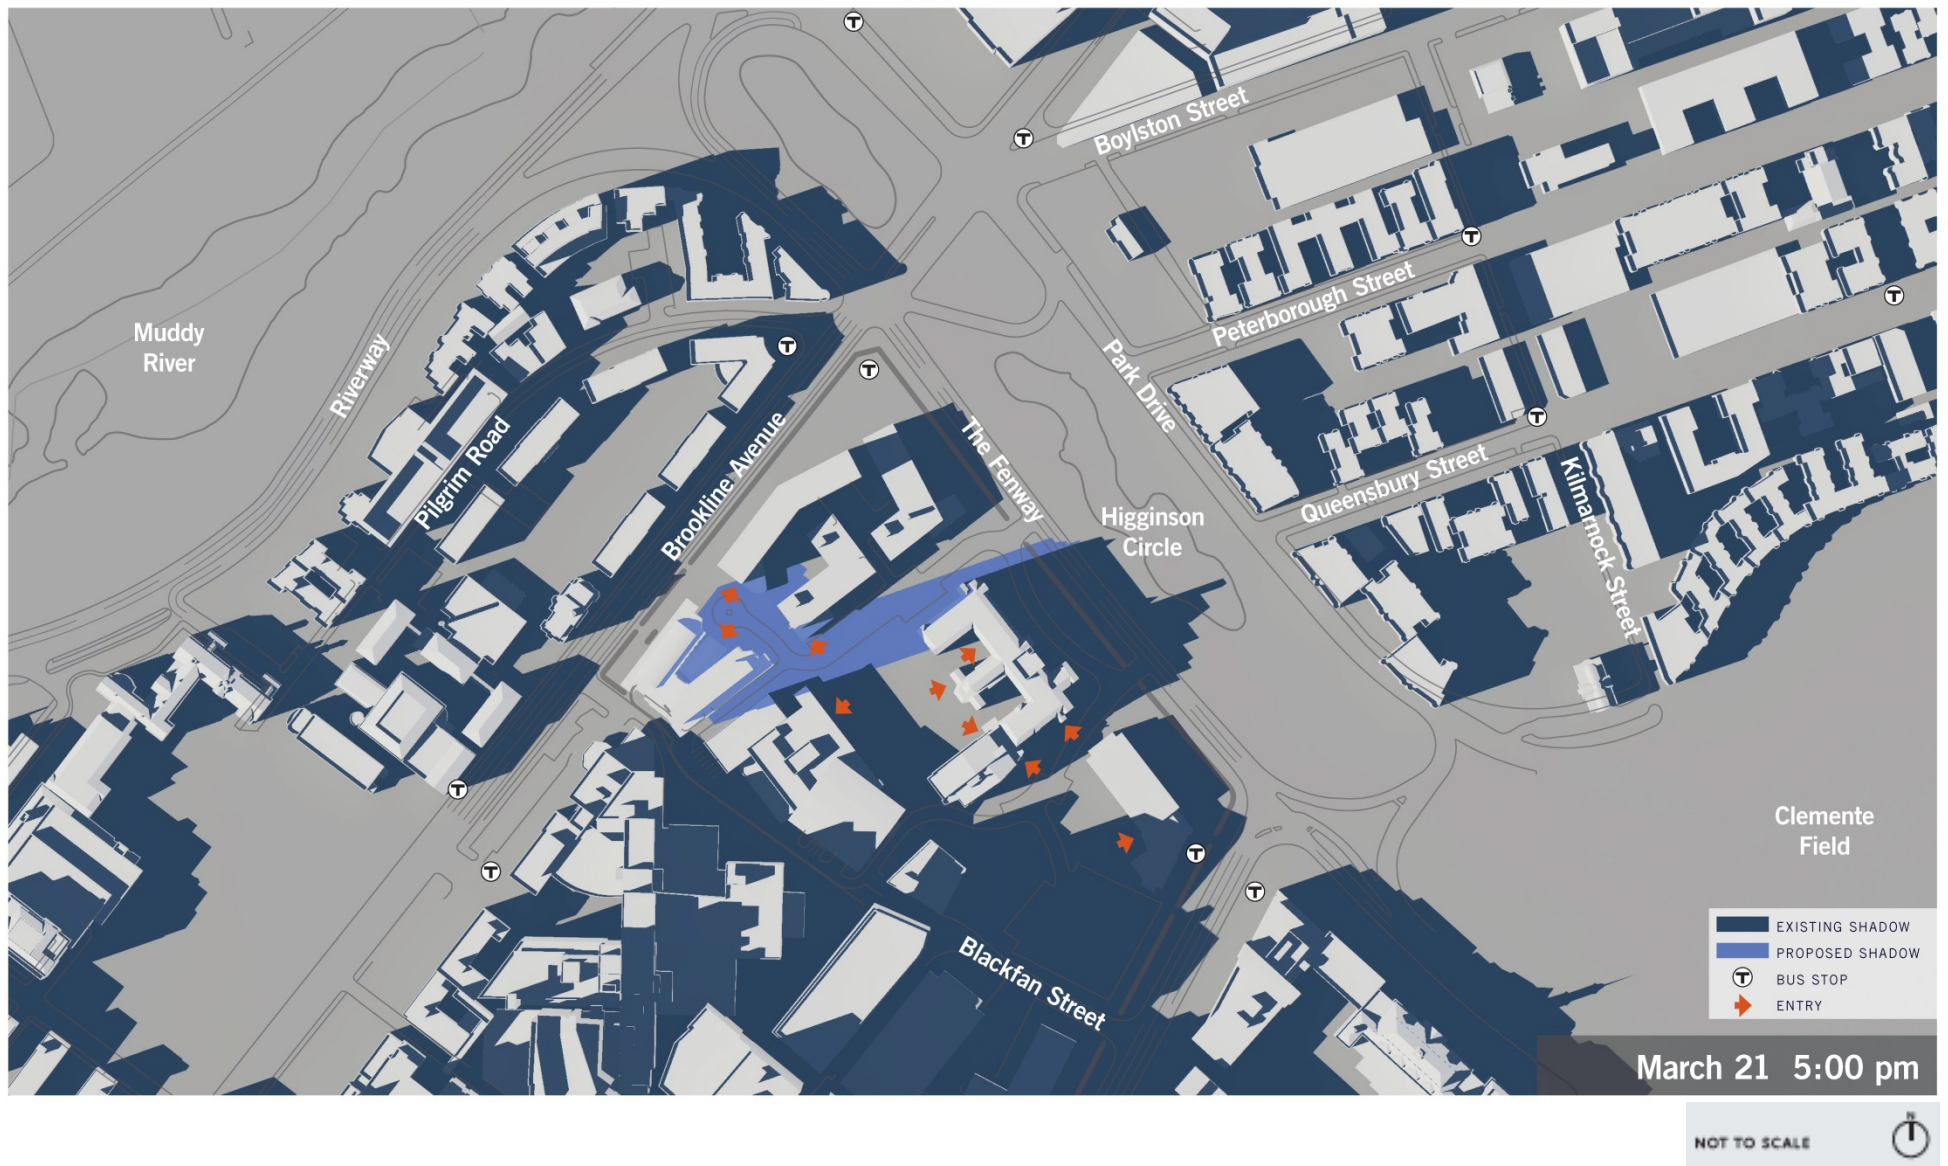 Boylston Street
Muddy
River
Riverway
Peterborough Street
Park Drive
Pilgrim Road
Brookline Avenue
The Fenway
Queensbury Street
Kilmarnock Street
Higginson
Circle
Clemente
Field
Blackfan Street
EXISTING SHADOW
PROPOSED SHADOW
T BUS STOP
ENTRY
March 21 5:00 pm
N
NOT TO SCALE